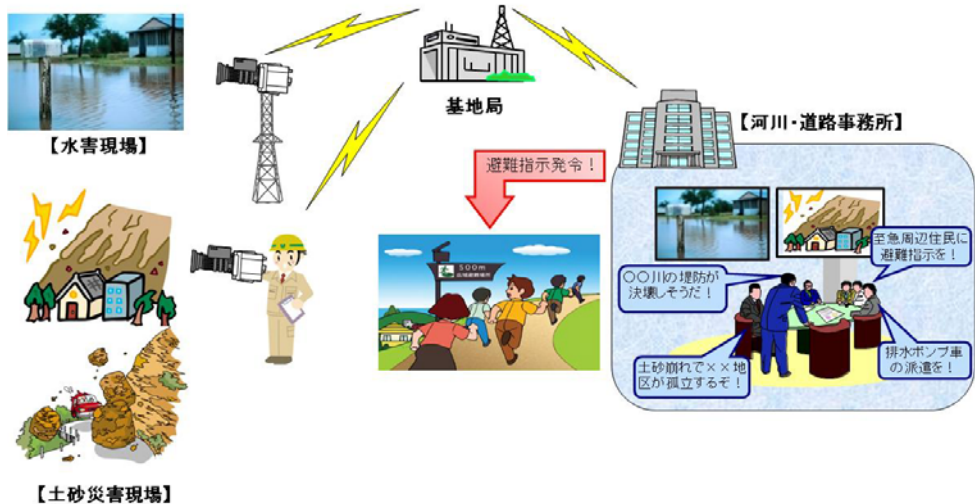 【水害現場】
基地局
【河川・道路事務所】
避難指示発令！
500m
至急周辺住民に
避難指示を！
〇〇川の堤防が
決壊しそうだ！
土砂崩れで××地
区が孤立するぞ！
排水ポンプ車
の派遣を！
【土砂災害現場】